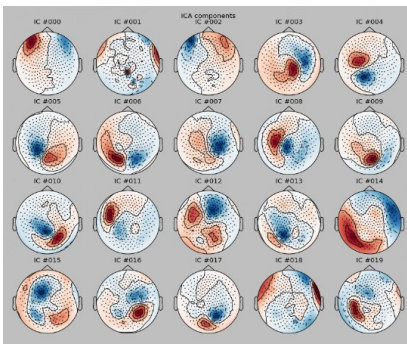 ICA components
IC #000 IC #001 IC #002 IC #003 IC #004
IC #005 IC #006 IC #007 IC #008 IC #009
IC #010 IC #011 IC #012 IC #013 IC #014
IC #015 IC #016 IC #017 IC #018 IC #019